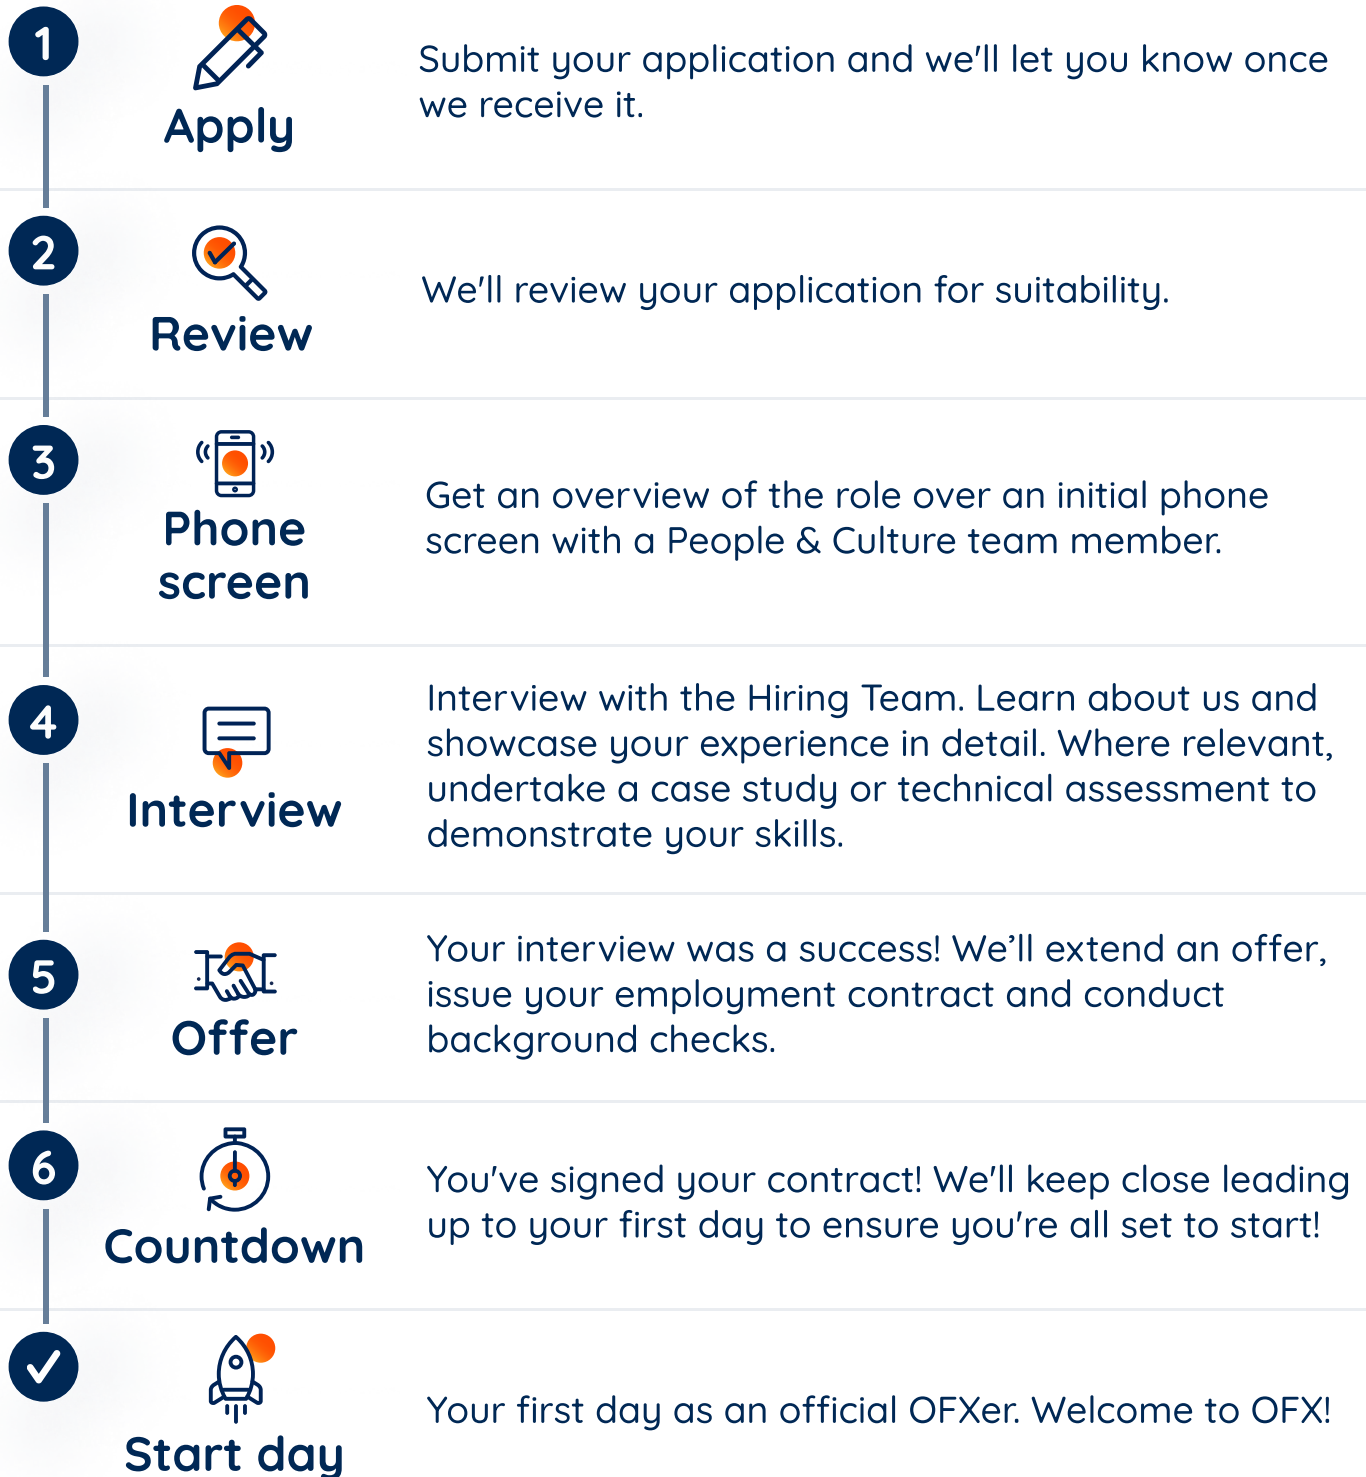 1
Apply
Submit your application and we'll let you know once
we receive it.
2
Review
We'll review your application for suitability.
3
Phone
screen
Get an overview of the role over an initial phone
screen with a People & Culture team member.
4
Interview
Interview with the Hiring Team. Learn about us and
showcase your experience in detail. Where relevant,
undertake a case study or technical assessment to
demonstrate your skills.
5
Offer
Your interview was a success! We’ll extend an offer,
issue your employment contract and conduct
background checks.
6
Countdown
You've signed your contract! We'll keep close leading
up to your first day to ensure you're all set to start!
Start day
Your first day as an official OFXer. Welcome to OFX!